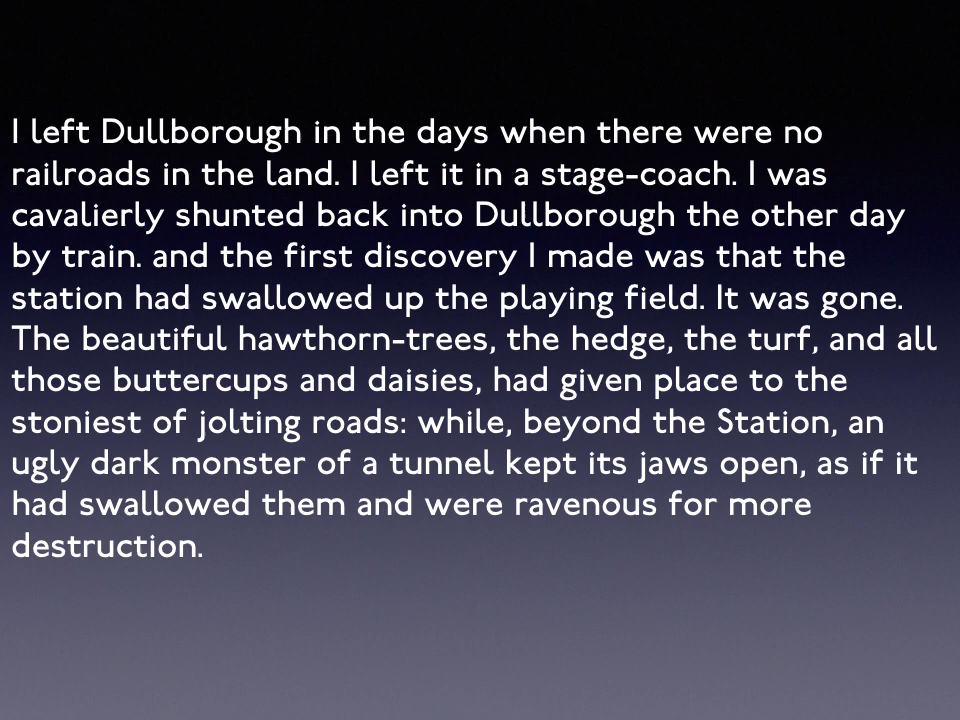 I left Dullborough in the days when there were no
railroads in the land. I left it in a stage-coach. I was
cavalierly shunted back into Dullborough the other day
by train. and the first discovery I made was that the
station had swallowed up the playing field. It was gone.
The beautiful hawthorn-trees, the hedge, the turf, and all
those buttercups and daisies, had given place to the
stoniest of jolting roads: while, beyond the Station, an
ugly dark monster of a tunnel kept its jaws open, as if it
had swallowed them and were ravenous for more
destruction.